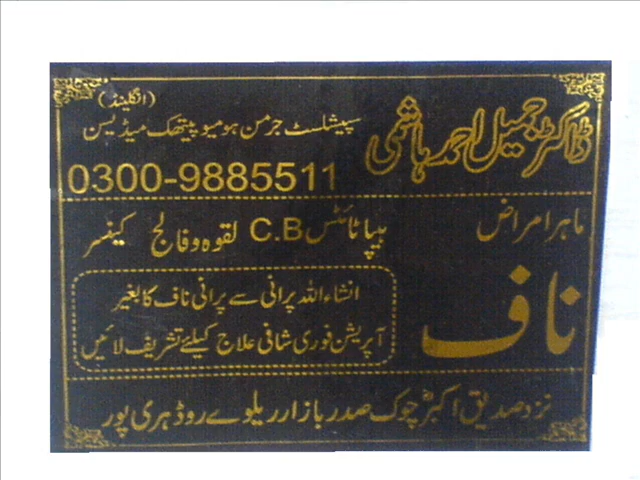 ڈاکٹر جمیل احمد ہاشمی
(انگلینڈ)
سپیشلسٹ جرمن ہومیوپیتھک میڈیسن
0300-9885511
ماہر امراض
ناف
ہیپاٹائٹس C.B لقوہ و فالج کینسر
انشاء اللہ پرانی سے پرانی ناف کا بغیر
آپریشن فوری شافی علاج کیلئے تشریف لائیں
نزد صدیق اکبرؓ چوک صدر بازار ریلوے روڈ ہری پور